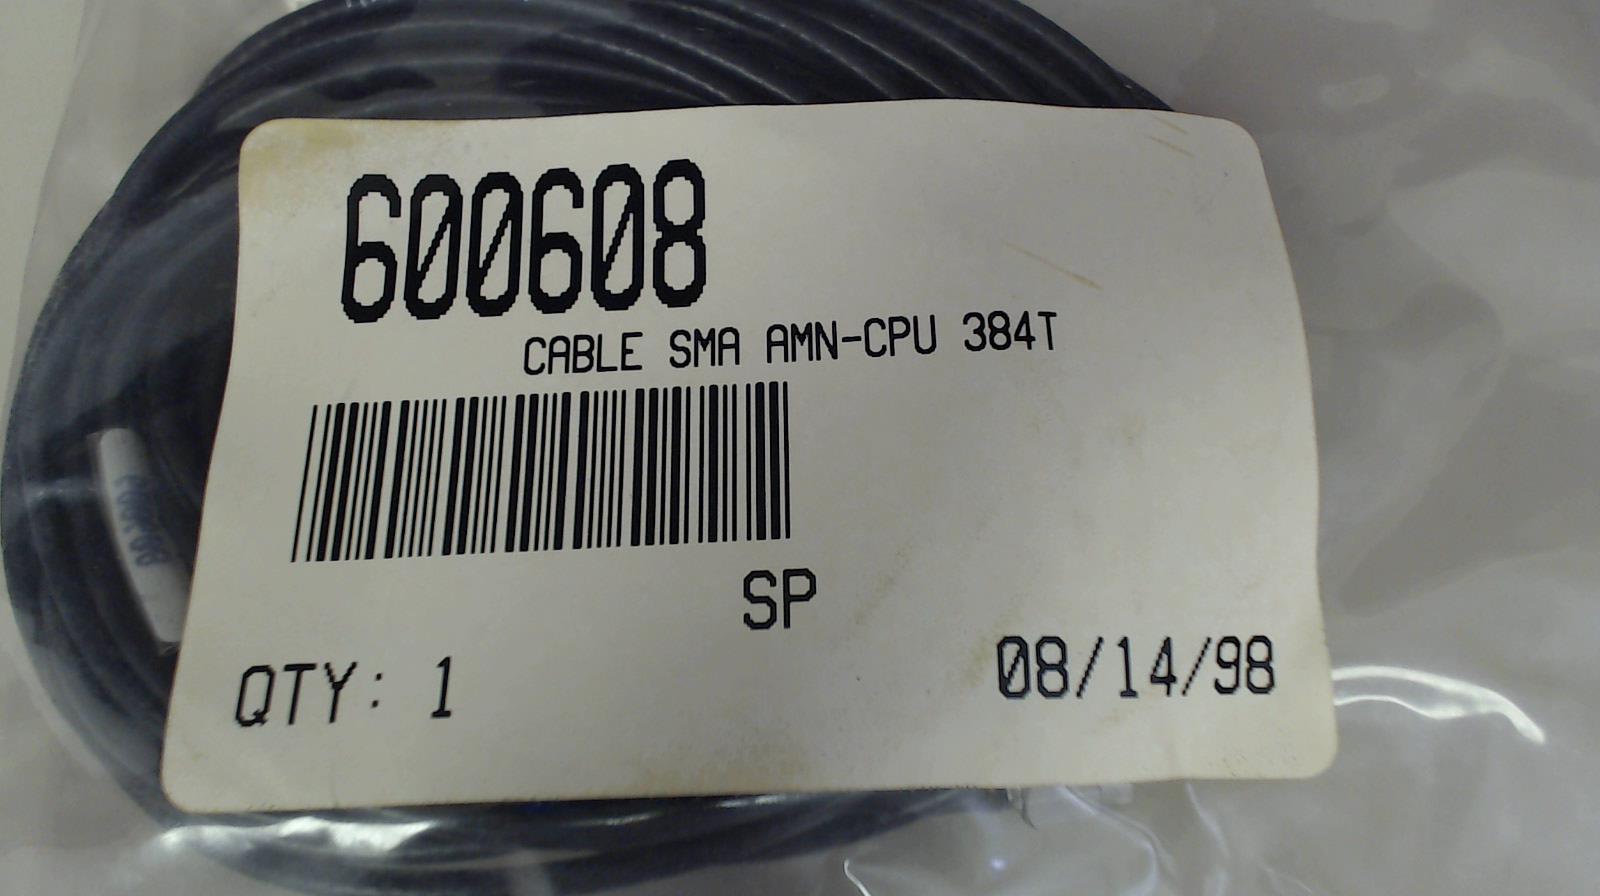 600608
CABLE SMA AMN-CPU 384T
SP
QTY: 1
08/14/98